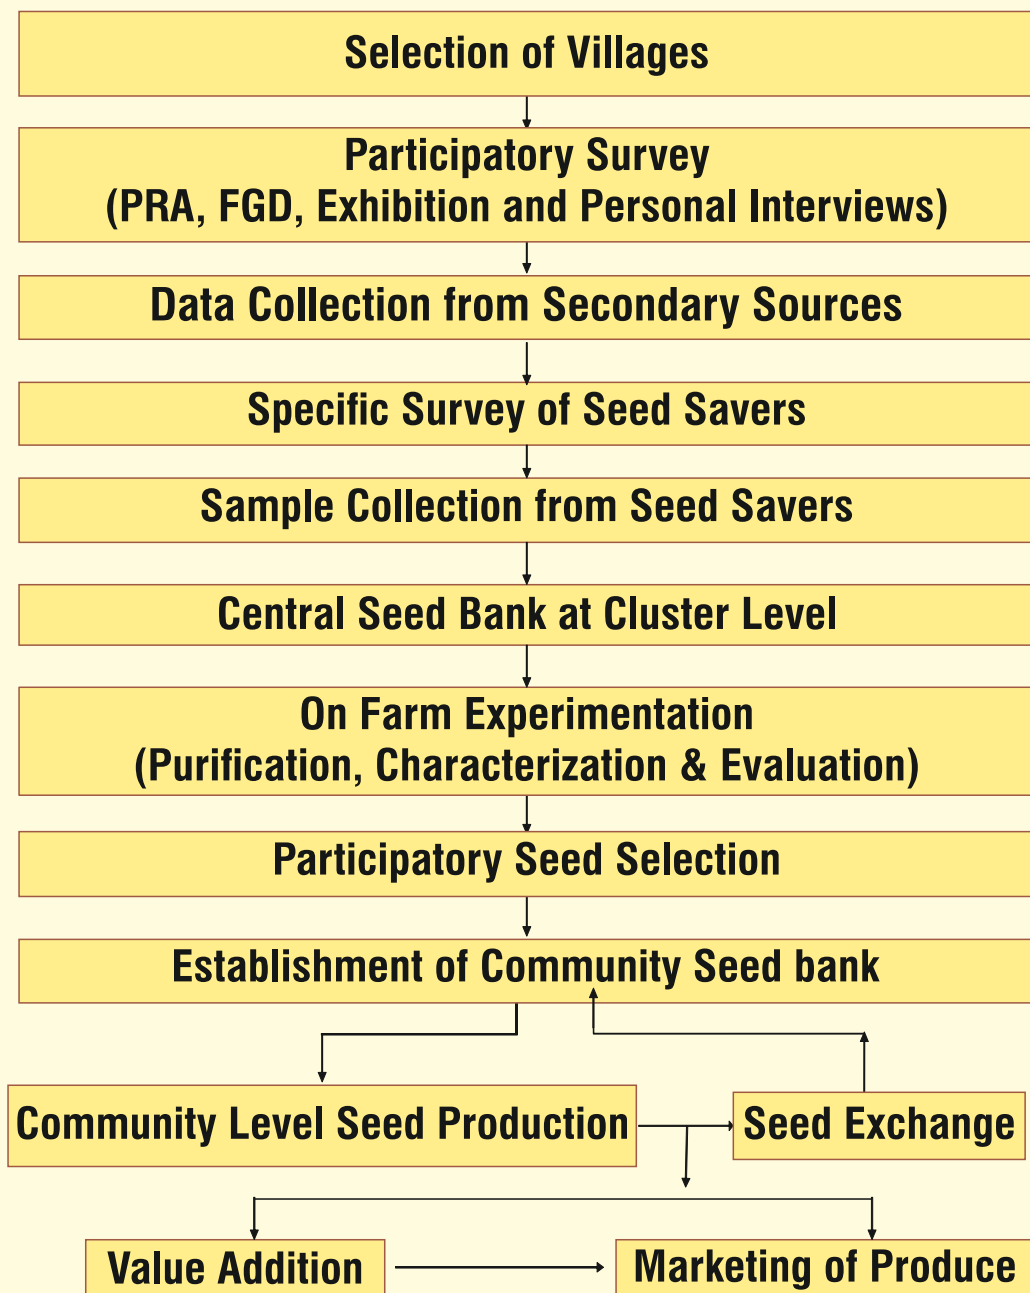 Selection of Villages
Participatory Survey
(PRA, FGD, Exhibition and Personal Interviews)
Data Collection from Secondary Sources
Specific Survey of Seed Savers
Sample Collection from Seed Savers
Central Seed Bank at Cluster Level
On Farm Experimentation
(Purification, Characterization & Evaluation)
Participatory Seed Selection
Establishment of Community Seed bank
Community Level Seed Production
Seed Exchange
Value Addition
Marketing of Produce